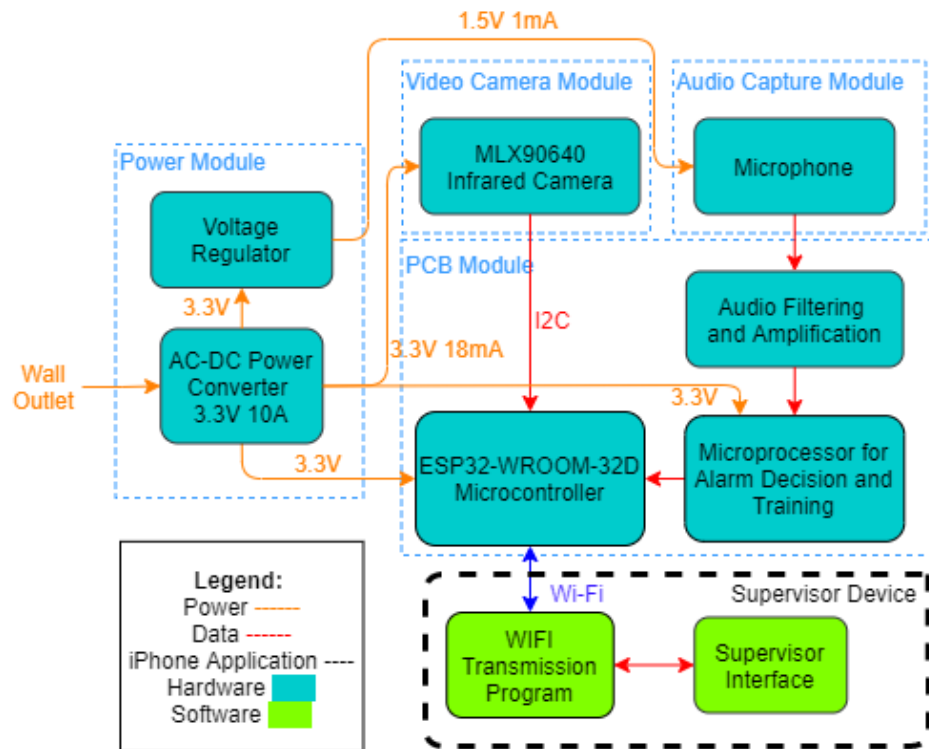 1.5V 1mA
Video Camera Module
Audio Capture Module
MLX90640
Infrared Camera
Microphone
Power Module
Voltage
Regulator
PCB Module
3.3V
I2C
Audio Filtering
and Amplification
Wall
Outlet
AC-DC Power
Converter
3.3V 10A
3.3V 18mA
3.3V
3.3V
ESP32-WROOM-32D
Microcontroller
Microprocessor for
Alarm Decision and
Training
Legend:
Power ------
Data ------
iPhone Application ----
Hardware
Software
Wi-Fi
Supervisor Device
WIFI
Transmission
Program
Supervisor
Interface